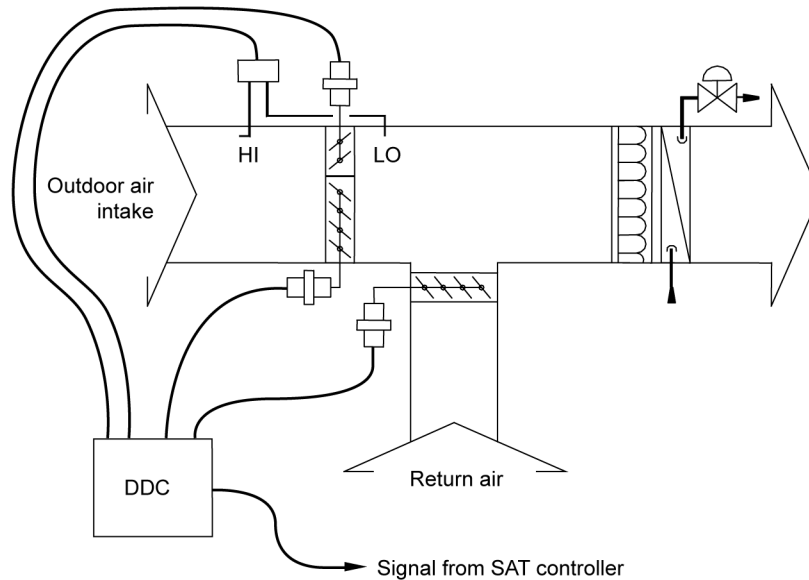 HI
LO
Outdoor air
intake
DDC
Return air
Signal from SAT controller